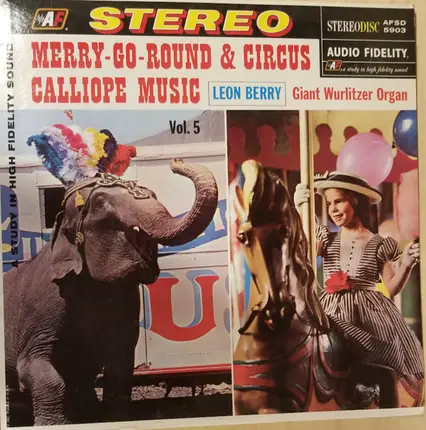 AF
STEREO
STEREODISC
AFSD
5903
AUDIO FIDELITY
AF
a study in high fidelity sound
MERRY-GO-ROUND & CIRCUS
CALLIOPE MUSIC
LEON BERRY
Giant Wurlitzer Organ
Vol. 5
A STUDY IN HIGH FIDELITY SOUND
US